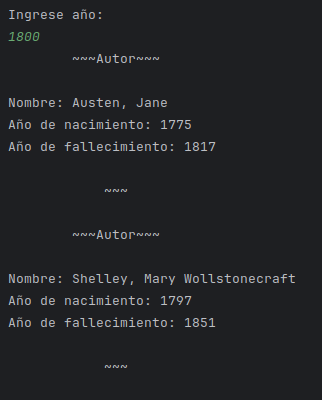 Ingrese año:
1800
~~~Autor~~~
Nombre: Austen, Jane
Año de nacimiento: 1775
Año de fallecimiento: 1817
~~~
~~~Autor~~~
Nombre: Shelley, Mary Wollstonecraft
Año de nacimiento: 1797
Año de fallecimiento: 1851
~~~